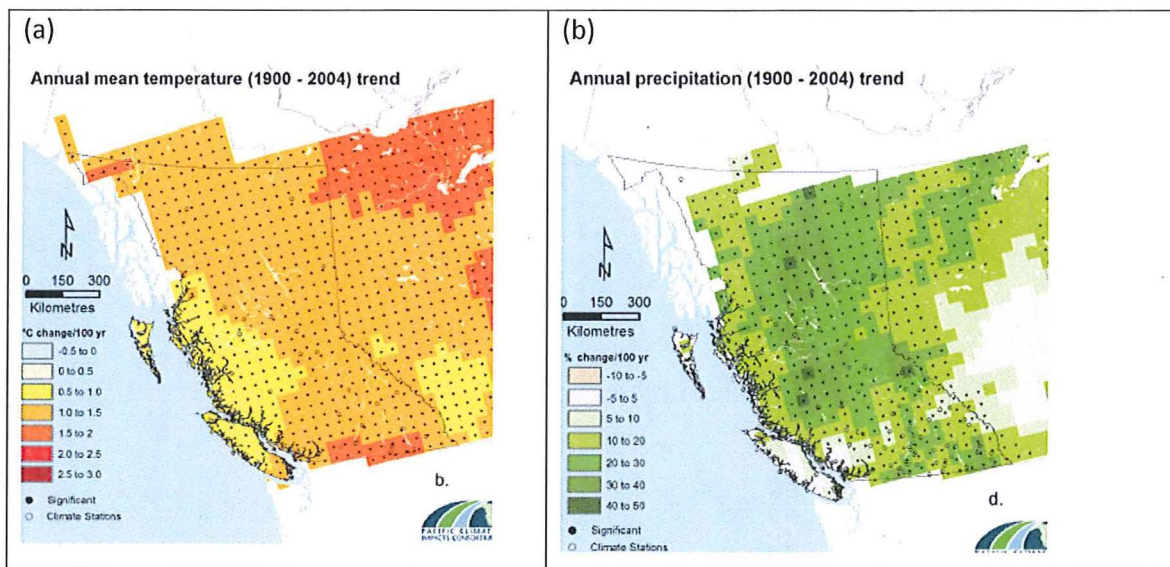 (a)
Annual mean temperature (1900 - 2004) trend
N
0 150 300
Kilometres
°C change/100 yr
-0.5 to 0
0 to 0.5
0.5 to 1.0
1.0 to 1.5
1.5 to 2
2.0 to 2.5
2.5 to 3.0
Significant
Climate Stations
b.
PACIFIC CLIMATE
IMPACTS CONSORTIUM
(b)
Annual precipitation (1900 - 2004) trend
N
0 150 300
Kilometres
% change/100 yr
-10 to -5
-5 to 5
5 to 10
10 to 20
20 to 30
30 to 40
40 to 50
Significant
Climate Stations
d.